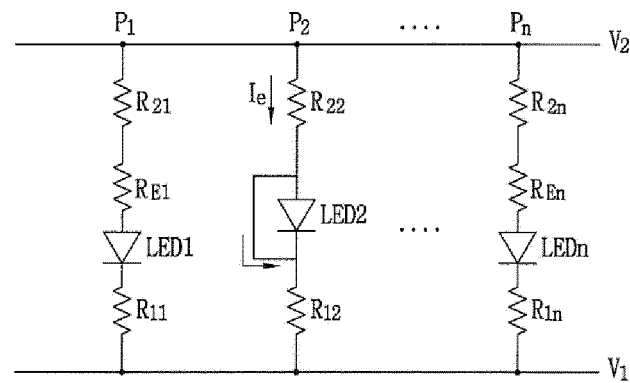 P1 P2 .... Pn V2
R21 Ie R22 R2n
RE1 REn
LED1 LED2 .... LEDn
R11 R12 R1n
V1